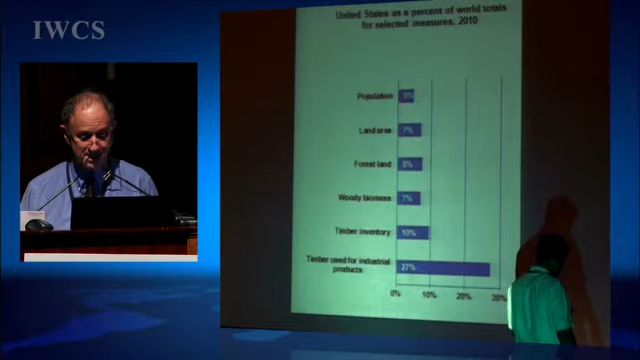 IWCS
United States as a percent of world totals
for selected measures, 2010
Population 5%
Land area 7%
Forest land 8%
Woody biomass 7%
Timber inventory 10%
Timber used for industrial
products 27%
0% 10% 20% 30%